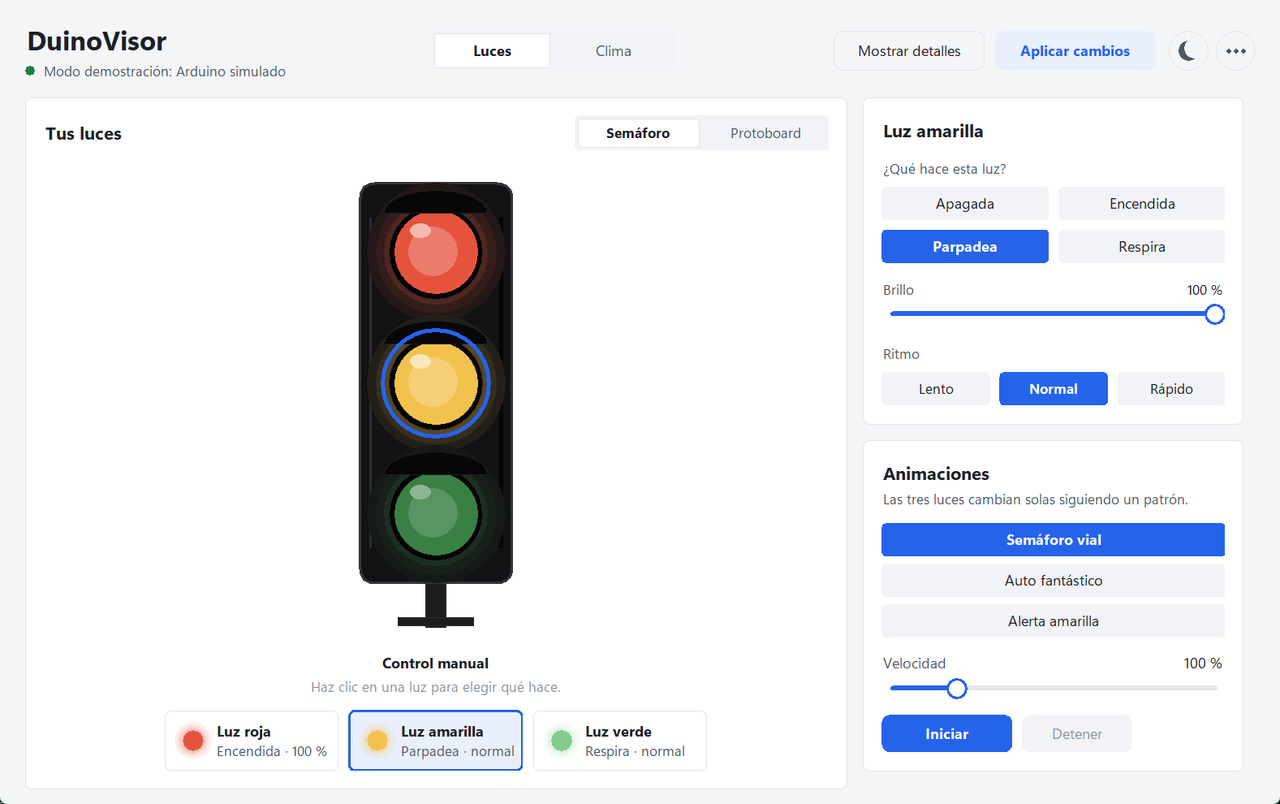 DuinoVisor
Modo demostración: Arduino simulado
Luces
Clima
Mostrar detalles
Aplicar cambios
Tus luces
Semáforo
Protoboard
Control manual
Haz clic en una luz para elegir qué hace.
Luz roja
Encendida · 100 %
Luz amarilla
Parpadea · normal
Luz verde
Respira · normal
Luz amarilla
¿Qué hace esta luz?
Apagada
Encendida
Parpadea
Respira
Brillo
100 %
Ritmo
Lento
Normal
Rápido
Animaciones
Las tres luces cambian solas siguiendo un patrón.
Semáforo vial
Auto fantástico
Alerta amarilla
Velocidad
100 %
Iniciar
Detener